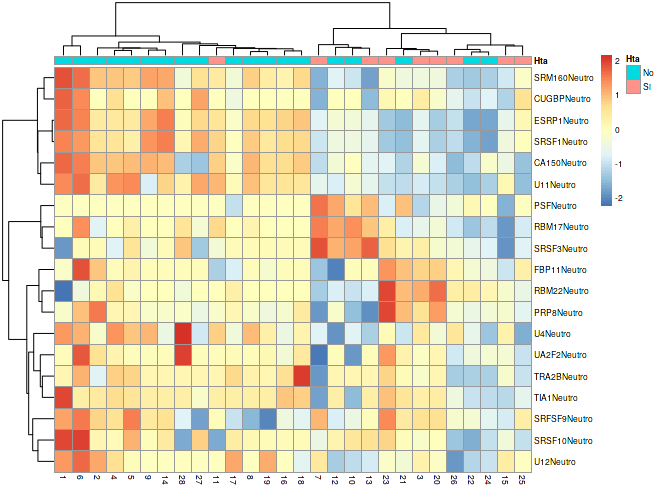 Hta
SRM160Neutro
CUGBPNeutro
ESRP1Neutro
SRSF1Neutro
CA150Neutro
U11Neutro
PSFNeutro
RBM17Neutro
SRSF3Neutro
FBP11Neutro
RBM22Neutro
PRP8Neutro
U4Neutro
UA2F2Neutro
TRA2BNeutro
TIA1Neutro
SRFSF9Neutro
SRSF10Neutro
U12Neutro
1 6 2 4 5 9 14 28 27 11 17 8 19 16 18 7 12 10 13 23 21 3 20 26 22 24 15 25
2
1
0
-1
-2
Hta
No
SI